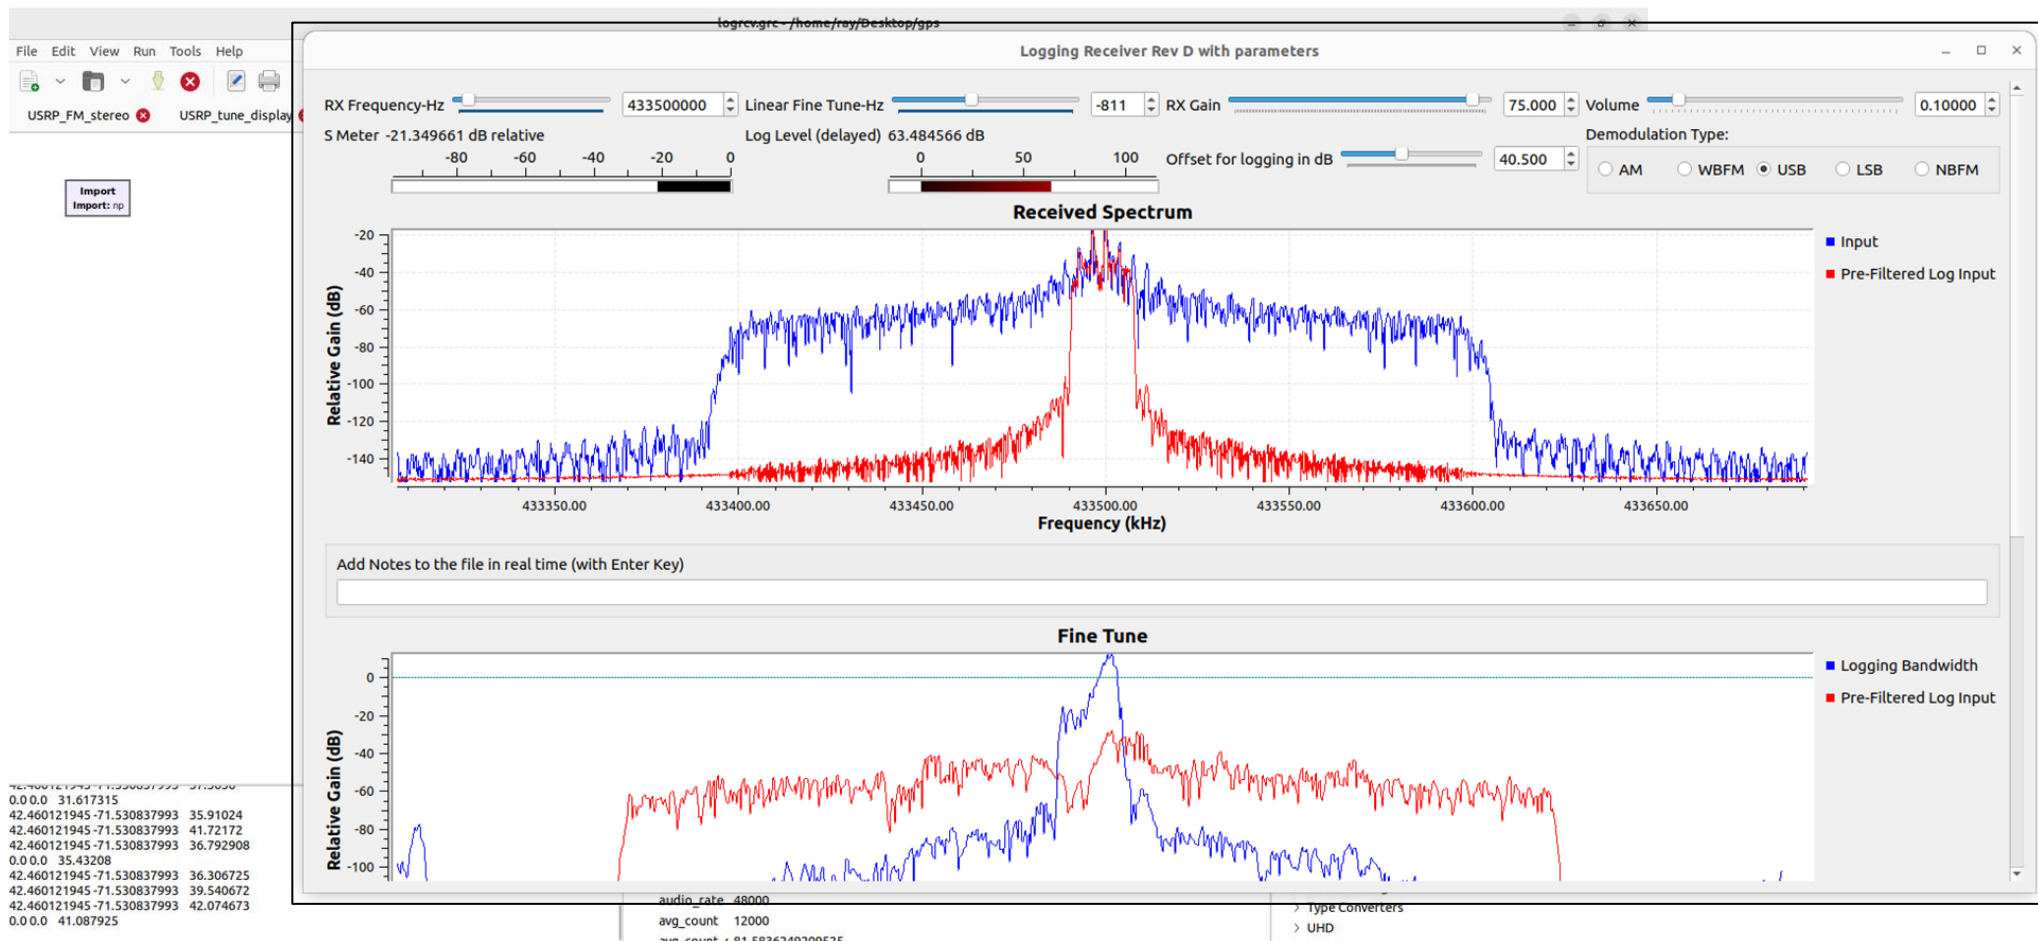 logrcv.grc - /home/ray/Desktop/gps
File Edit View Run Tools Help
USRP_FM_stereo USRP_tune_display
Import
Import: np
Logging Receiver Rev D with parameters
RX Frequency-Hz 433500000 Linear Fine Tune-Hz -811 RX Gain 75.000 Volume 0.10000
S Meter -21.349661 dB relative Log Level (delayed) 63.484566 dB Demodulation Type:
-80 -60 -40 -20 0 0 50 100 Offset for logging in dB 40.500
AM WBFM USB LSB NBFM
Received Spectrum
-20
-40
-60
-80
-100
-120
-140
Relative Gain (dB)
Input
Pre-Filtered Log Input
433350.00 433400.00 433450.00 433500.00 433550.00 433600.00 433650.00
Frequency (kHz)
Add Notes to the file in real time (with Enter Key)
Fine Tune
0
-20
-40
-60
-80
-100
Relative Gain (dB)
Logging Bandwidth
Pre-Filtered Log Input
42.460121945 -71.530837993
0.0 0.0 31.617315
42.460121945 -71.530837993 35.91024
42.460121945 -71.530837993 41.72172
42.460121945 -71.530837993 36.792908
0.0 0.0 35.43208
42.460121945 -71.530837993 36.306725
42.460121945 -71.530837993 39.540672
42.460121945 -71.530837993 42.074673
0.0 0.0 41.087925
audio_rate 48000
avg_count 12000
Type Converters
UHD